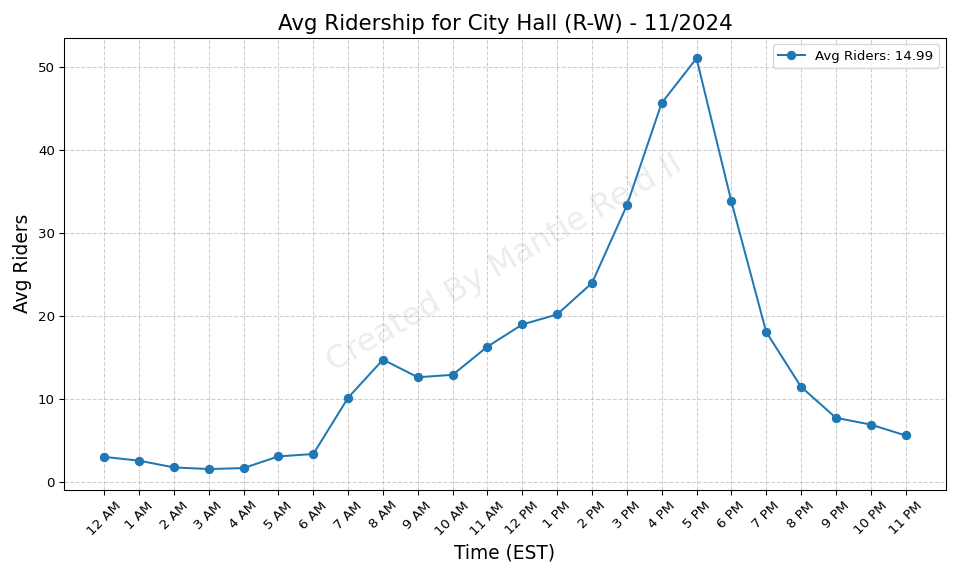 Avg Ridership for City Hall (R-W) - 11/2024
Avg Riders: 14.99
50
40
30
20
10
0
Avg Riders
Created By Mantie Reid II
12 AM
1 AM
2 AM
3 AM
4 AM
5 AM
6 AM
7 AM
8 AM
9 AM
10 AM
11 AM
12 PM
1 PM
2 PM
3 PM
4 PM
5 PM
6 PM
7 PM
8 PM
9 PM
10 PM
11 PM
Time (EST)